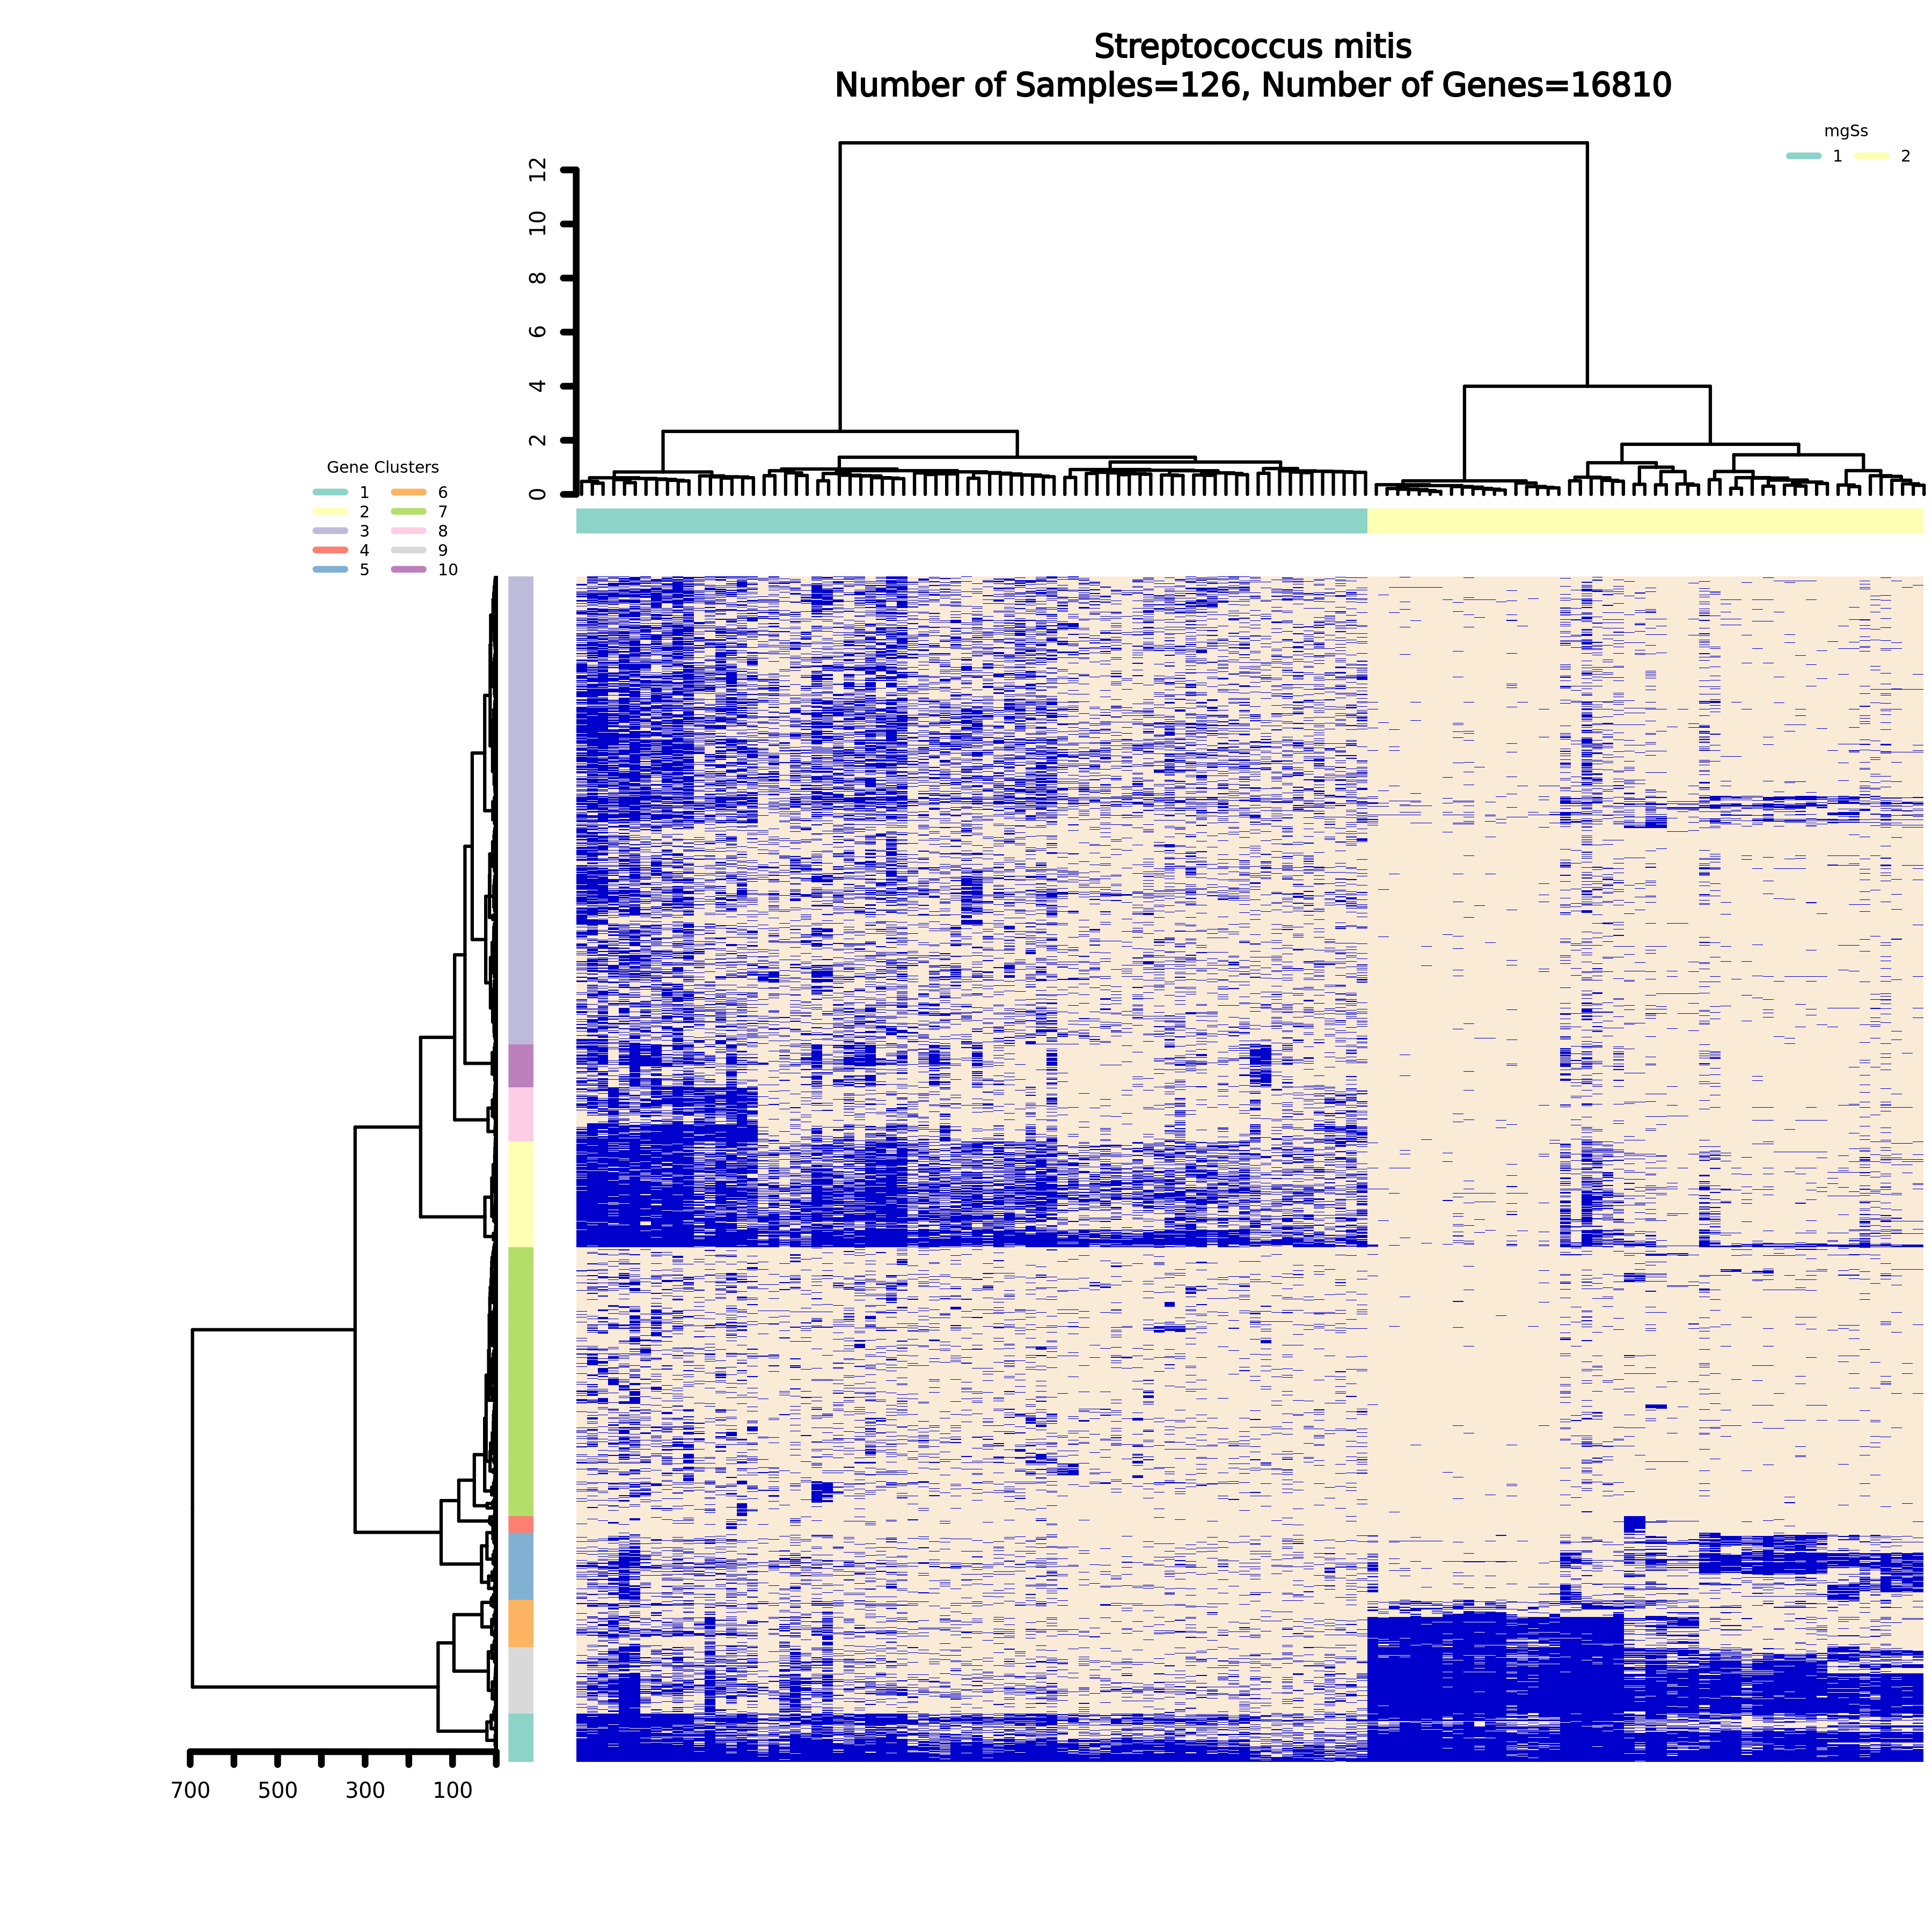 Streptococcus mitis
Number of Samples=126, Number of Genes=16810
mgSs
1 2
12
10
8
6
4
2
0
Gene Clusters
1 6
2 7
3 8
4 9
5 10
700 500 300 100